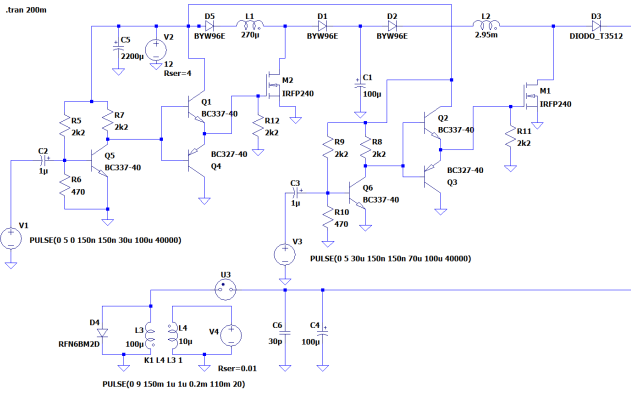 .tran 200m
D5
BYW96E
L1
270µ
D1
BYW96E
D2
BYW96E
L2
2.95m
D3
DIODO_T3512
C5
2200µ
V2
12
Rser=4
M2
IRFP240
C1
100µ
M1
IRFP240
R5
2k2
R7
2k2
Q1
BC337-40
R12
2k2
Q2
BC337-40
R11
2k2
C2
1µ
Q5
BC337-40
BC327-40
Q4
R9
2k2
R8
2k2
R6
470
C3
1µ
Q6
BC337-40
BC327-40
Q3
V1
R10
470
PULSE(0 5 0 150n 150n 30u 100u 40000)
V3
PULSE(0 5 30u 150n 150n 70u 100u 40000)
U3
D4
RFN6BM2D
L3
100µ
L4
10µ
V4
C6
30p
C4
100µ
K1 L4 L3 1
Rser=0.01
PULSE(0 9 150m 1u 1u 0.2m 110m 20)